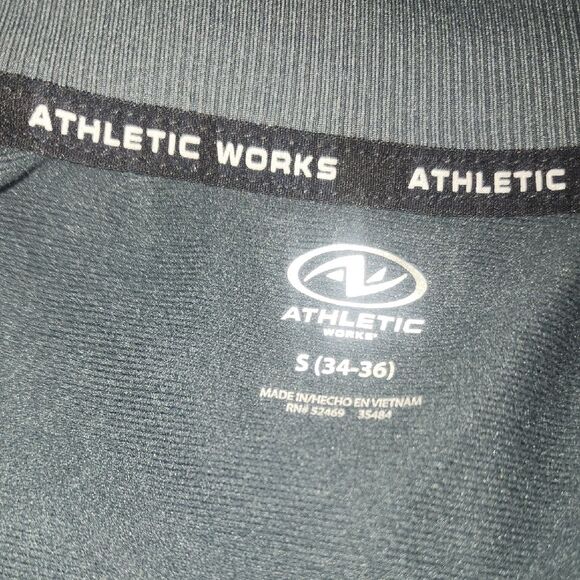 ATHLETIC WORKS ATHLETIC
ATHLETIC
WORKS®
S (34-36)
MADE IN/HECHO EN VIETNAM
RN# 52469 35484